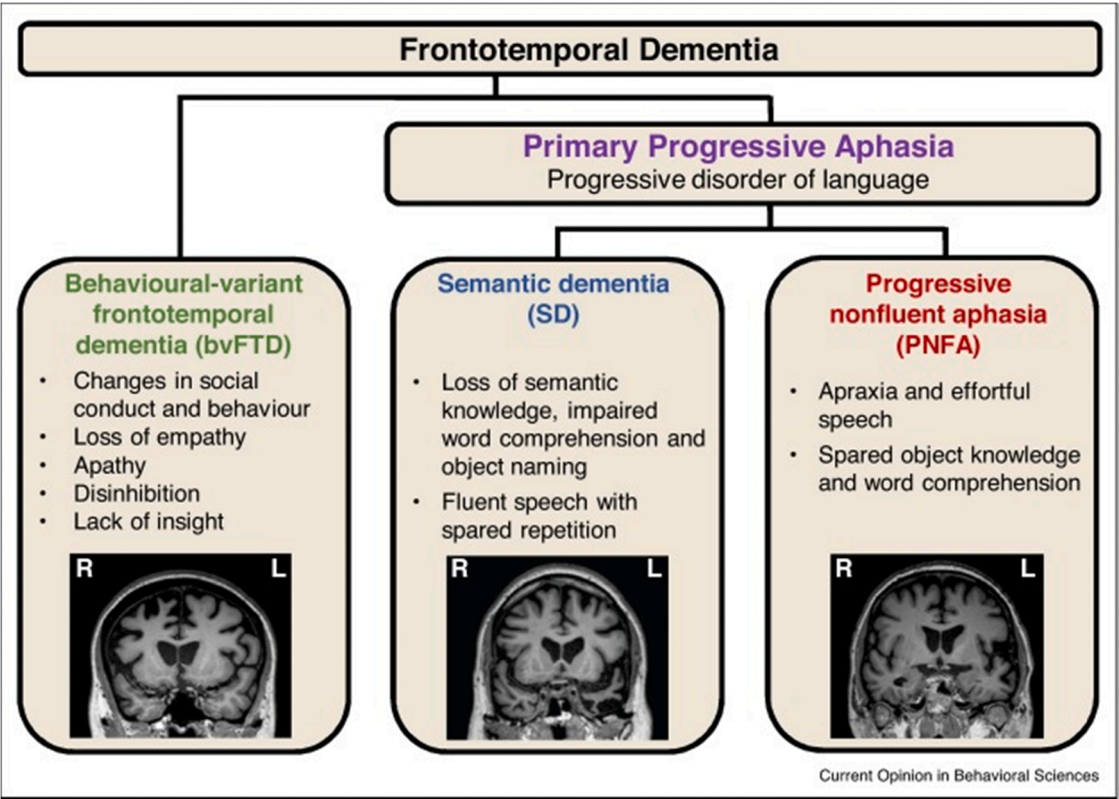 Frontotemporal Dementia
Primary Progressive Aphasia
Progressive disorder of language
Behavioural-variant
frontotemporal
dementia (bvFTD)
• Changes in social
conduct and behaviour
• Loss of empathy
• Apathy
• Disinhibition
• Lack of insight
R L
Semantic dementia
(SD)
• Loss of semantic
knowledge, impaired
word comprehension and
object naming
• Fluent speech with
spared repetition
R L
Progressive
nonfluent aphasia
(PNFA)
• Apraxia and effortful
speech
• Spared object knowledge
and word comprehension
R L
Current Opinion in Behavioral Sciences